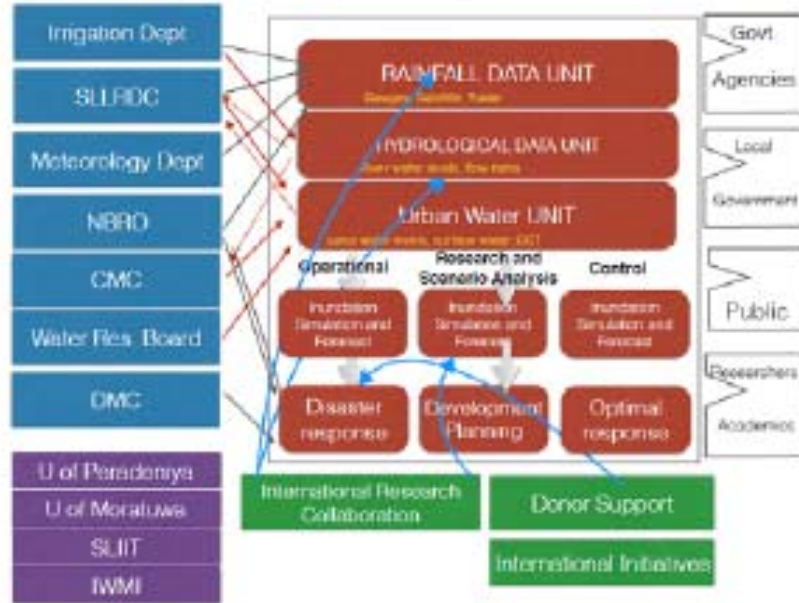 Irrigation Dept
SLLRDC
Meteorology Dept
NBRO
CMC
Water Res. Board
DMC
U of Peradeniya
U of Moratuwa
SLIIT
IWMI
RAINFALL DATA UNIT
HYDROLOGICAL DATA UNIT
Urban Water UNIT
Operational
Research and
Scenario Analysis
Control
Inundation
Simulation and
Forecast
Inundation
Simulation and
Forecast
Inundation
Simulation and
Forecast
Disaster
response
Development
Planning
Optimal
response
International Research
Collaboration
Donor Support
International Initiatives
Govt
Agencies
Local
Government
Public
Researchers
Academics